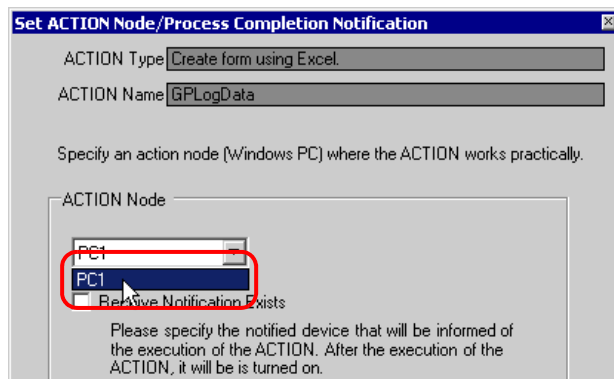 Set ACTION Node/Process Completion Notification
ACTION Type Create form using Excel.
ACTION Name GPLogData
Specify an action node (Windows PC) where the ACTION works practically.
ACTION Node
PC1
PC1
Receive Notification Exists
Please specify the notified device that will be informed of
the execution of the ACTION. After the execution of the
ACTION, it will be is turned on.